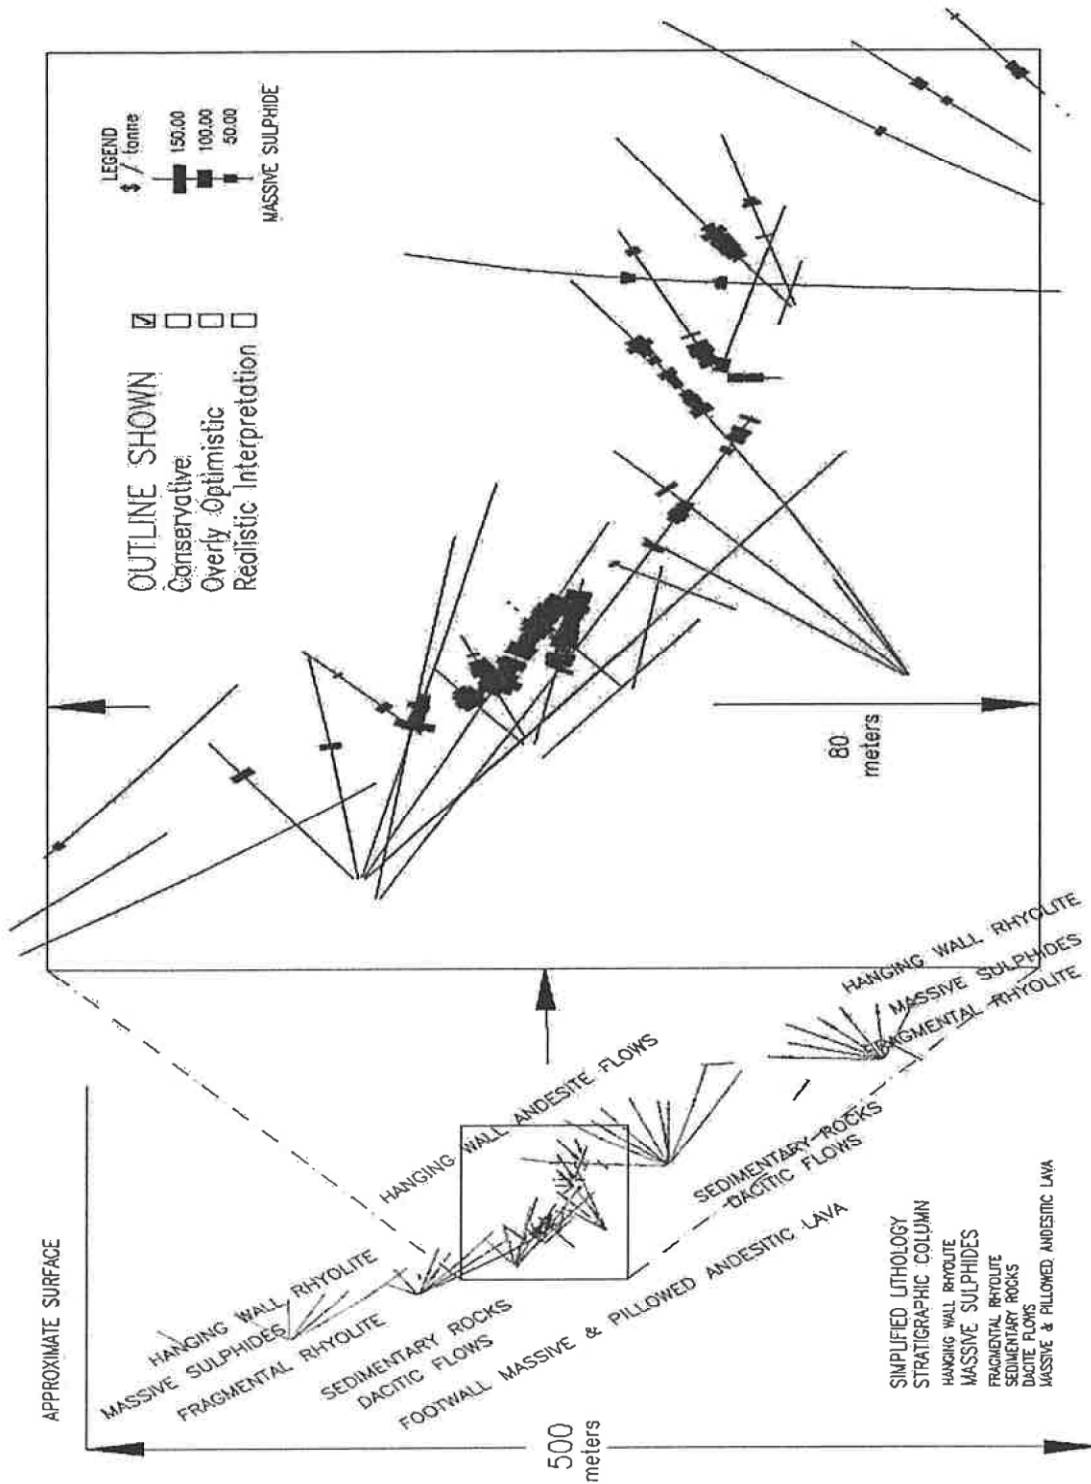 APPROXIMATE SURFACE
500
meters
HANGING WALL RHYOLITE
MASSIVE SULPHIDES
FRAGMENTAL RHYOLITE
SEDIMENTARY ROCKS
DACITIC FLOWS
FOOTWALL MASSIVE & PILLOWED ANDESITIC LAVA
HANGING WALL ANDESITE FLOWS
SEDIMENTARY ROCKS
DACITIC FLOWS
HANGING WALL RHYOLITE
MASSIVE SULPHIDES
FRAGMENTAL RHYOLITE
SIMPLIFIED LITHOLOGY
STRATIGRAPHIC COLUMN
HANGING WALL RHYOLITE
MASSIVE SULPHIDES
FRAGMENTAL RHYOLITE
SEDIMENTARY ROCKS
DACITE FLOWS
MASSIVE & PILLOWED ANDESITIC LAVA
OUTLINE SHOWN
Conservative
Overly Optimistic
Realistic Interpretation
LEGEND
$ / tonne
150.00
100.00
50.00
MASSIVE SULPHIDE
80
meters